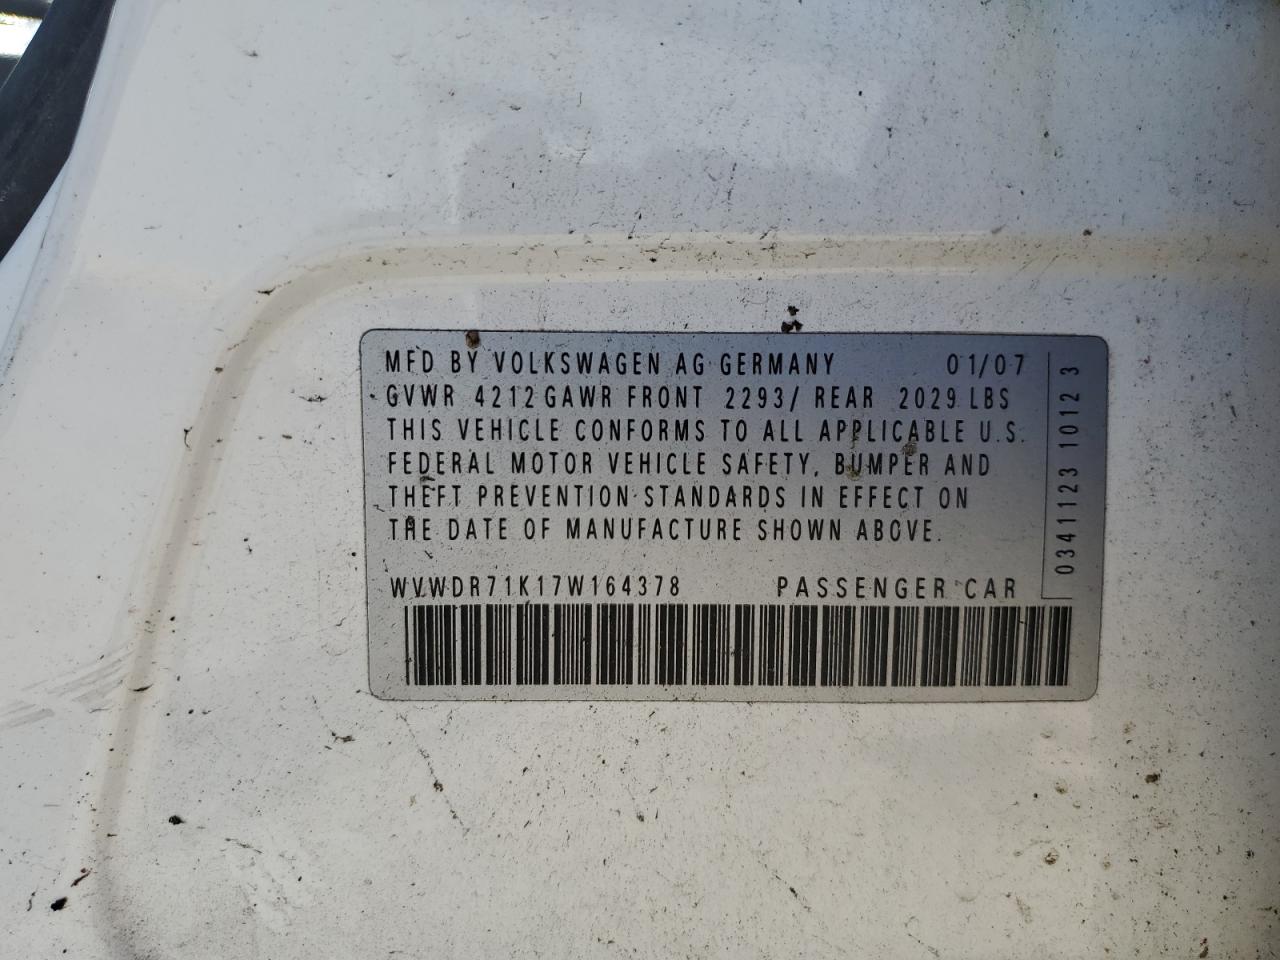 MFD BY VOLKSWAGEN AG GERMANY 01/07
GVWR 4212 GAWR FRONT 2293/ REAR 2029 LBS
THIS VEHICLE CONFORMS TO ALL APPLICABLE U.S.
FEDERAL MOTOR VEHICLE SAFETY, BUMPER AND
THEFT PREVENTION STANDARDS IN EFFECT ON
THE DATE OF MANUFACTURE SHOWN ABOVE.
WVWDR71K17W164378 PASSENGER CAR
0341123 1012 3